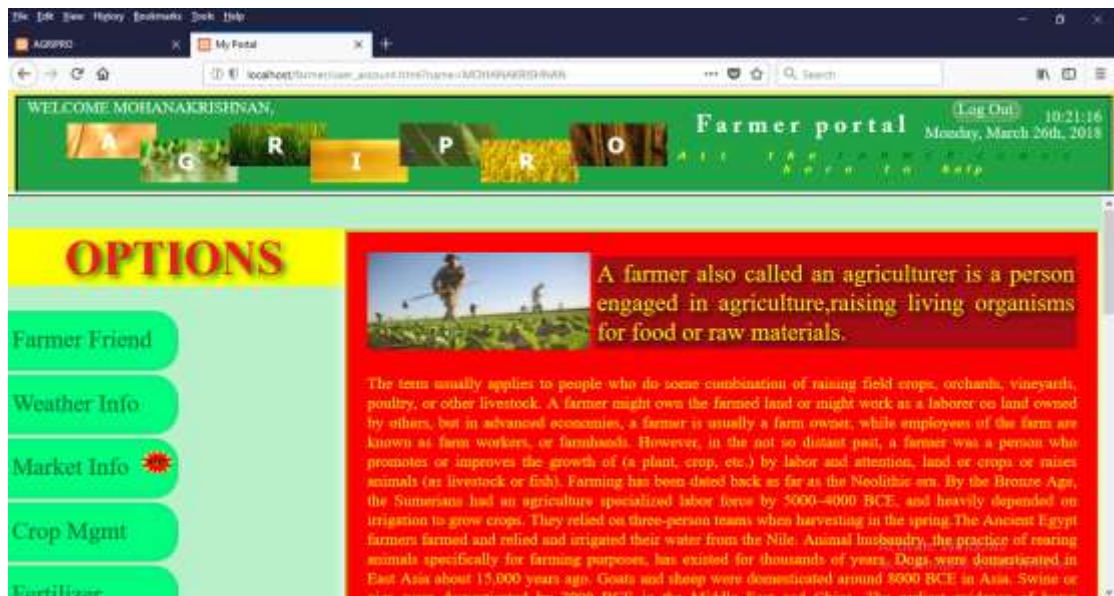 File Edit View History Bookmarks Tools Help
AGRIPRO
My Portal
localhost/farmer/user_account.html?name=MOHANAKRISHNAN
Search
WELCOME MOHANAKRISHNAN,
Log Out
10:21:16
A G R I P R O
Farmer portal
Monday, March 26th, 2018
All the
here to help
OPTIONS
A farmer also called an agriculturer is a person
engaged in agriculture,raising living organisms
for food or raw materials.
Farmer Friend
Weather Info
Market Info
Crop Mgmt
Fertilizer
The term usually applies to people who do some combination of raising field crops, orchards, vineyards,
poultry, or other livestock. A farmer might own the farmed land or might work as a laborer on land owned
by others, but in advanced economies, a farmer is usually a farm owner, while employees of the farm are
known as farm workers, or farmhands. However, in the not so distant past, a farmer was a person who
promotes or improves the growth of (a plant, crop, etc.) by labor and attention, land or crops or raises
animals (as livestock or fish). Farming has been dated back as far as the Neolithic era. By the Bronze Age,
the Sumerians had an agriculture specialized labor force by 5000–4000 BCE, and heavily depended on
irrigation to grow crops. They relied on three-person teams when harvesting in the spring.The Ancient Egypt
farmers farmed and relied and irrigated their water from the Nile. Animal husbandry, the practice of rearing
animals specifically for farming purposes, has existed for thousands of years. Dogs were domesticated in
East Asia about 15,000 years ago. Goats and sheep were domesticated around 8000 BCE in Asia. Swine or